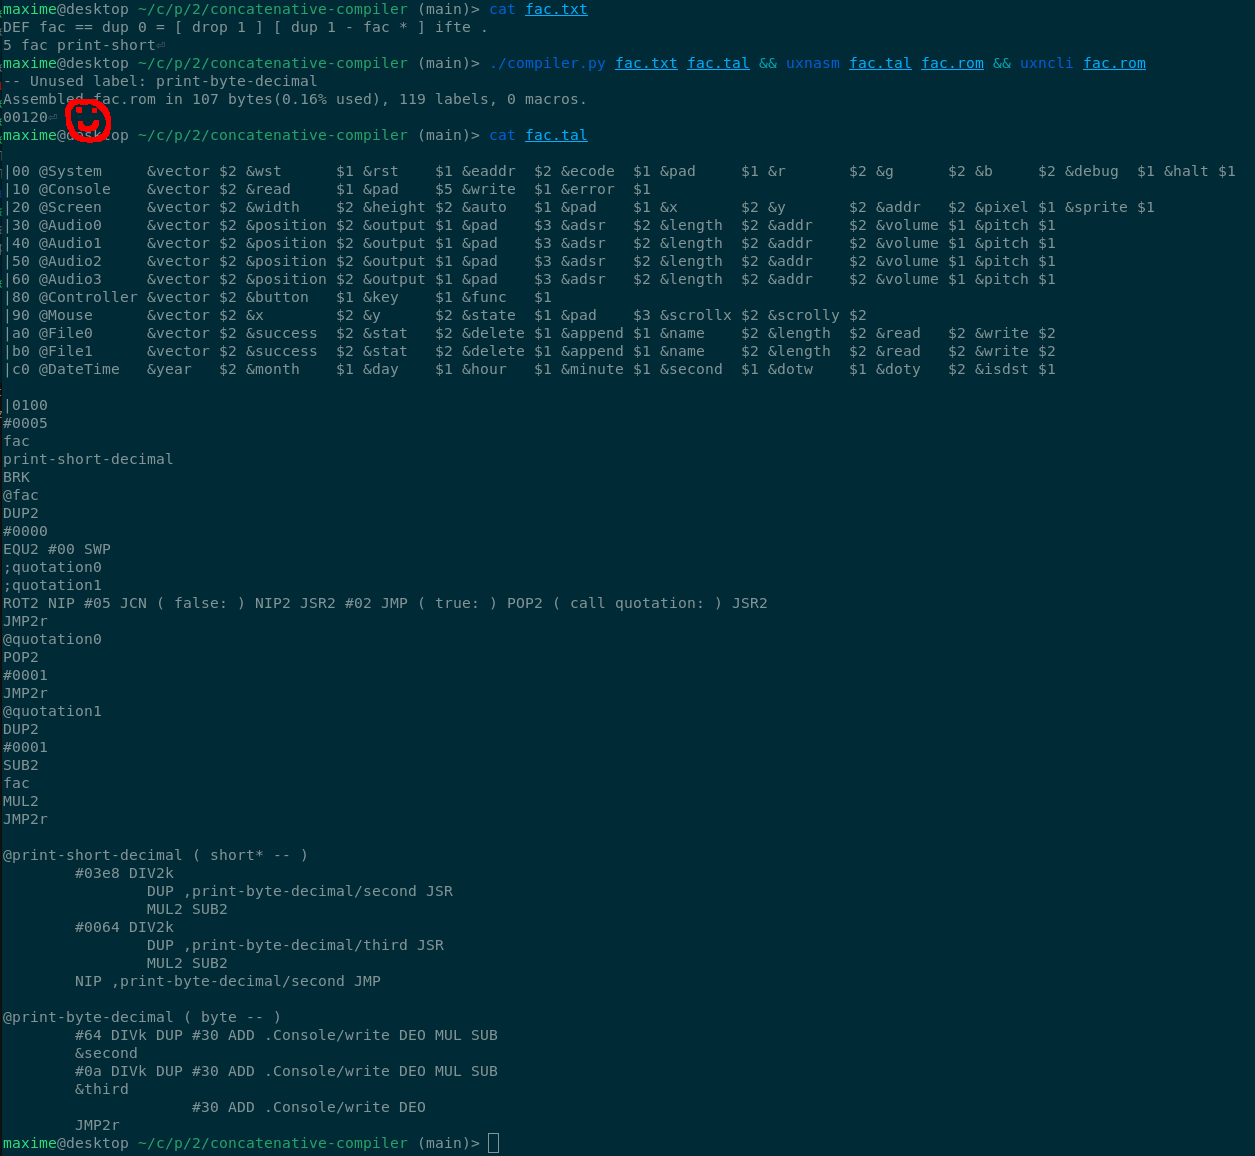 maxime@desktop ~/c/p/2/concatenative-compiler (main)> cat fac.txt
DEF fac == dup 0 = [ drop 1 ] [ dup 1 - fac * ] ifte .
5 fac print-short⏎
maxime@desktop ~/c/p/2/concatenative-compiler (main)> ./compiler.py fac.txt fac.tal && uxnasm fac.tal fac.rom && uxncli fac.rom
-- Unused label: print-byte-decimal
Assembled fac.rom in 107 bytes(0.16% used), 119 labels, 0 macros.
00120⏎
maxime@desktop ~/c/p/2/concatenative-compiler (main)> cat fac.tal

|00 @System     &vector $2 &wst      $1 &rst    $1 &eaddr  $2 &ecode  $1 &pad     $1 &r       $2 &g      $2 &b     $2 &debug  $1 &halt $1
|10 @Console    &vector $2 &read     $1 &pad    $5 &write  $1 &error  $1
|20 @Screen     &vector $2 &width    $2 &height $2 &auto   $1 &pad    $1 &x       $2 &y       $2 &addr   $2 &pixel $1 &sprite $1
|30 @Audio0     &vector $2 &position $2 &output $1 &pad    $3 &adsr   $2 &length  $2 &addr    $2 &volume $1 &pitch $1
|40 @Audio1     &vector $2 &position $2 &output $1 &pad    $3 &adsr   $2 &length  $2 &addr    $2 &volume $1 &pitch $1
|50 @Audio2     &vector $2 &position $2 &output $1 &pad    $3 &adsr   $2 &length  $2 &addr    $2 &volume $1 &pitch $1
|60 @Audio3     &vector $2 &position $2 &output $1 &pad    $3 &adsr   $2 &length  $2 &addr    $2 &volume $1 &pitch $1
|80 @Controller &vector $2 &button   $1 &key    $1 &func   $1
|90 @Mouse      &vector $2 &x        $2 &y      $2 &state  $1 &pad    $3 &scrollx $2 &scrolly $2
|a0 @File0      &vector $2 &success  $2 &stat   $2 &delete $1 &append $1 &name    $2 &length  $2 &read   $2 &write $2
|b0 @File1      &vector $2 &success  $2 &stat   $2 &delete $1 &append $1 &name    $2 &length  $2 &read   $2 &write $2
|c0 @DateTime   &year   $2 &month    $1 &day    $1 &hour   $1 &minute $1 &second  $1 &dotw    $1 &doty   $2 &isdst $1

|0100
#0005
fac
print-short-decimal
BRK
@fac
DUP2
#0000
EQU2 #00 SWP
;quotation0
;quotation1
ROT2 NIP #05 JCN ( false: ) NIP2 JSR2 #02 JMP ( true: ) POP2 ( call quotation: ) JSR2
JMP2r
@quotation0
POP2
#0001
JMP2r
@quotation1
DUP2
#0001
SUB2
fac
MUL2
JMP2r

@print-short-decimal ( short* -- )
        #03e8 DIV2k
                DUP ,print-byte-decimal/second JSR
                MUL2 SUB2
        #0064 DIV2k
                DUP ,print-byte-decimal/third JSR
                MUL2 SUB2
        NIP ,print-byte-decimal/second JMP

@print-byte-decimal ( byte -- )
        #64 DIVk DUP #30 ADD .Console/write DEO MUL SUB
        &second
        #0a DIVk DUP #30 ADD .Console/write DEO MUL SUB
        &third
                     #30 ADD .Console/write DEO
        JMP2r
maxime@desktop ~/c/p/2/concatenative-compiler (main)>